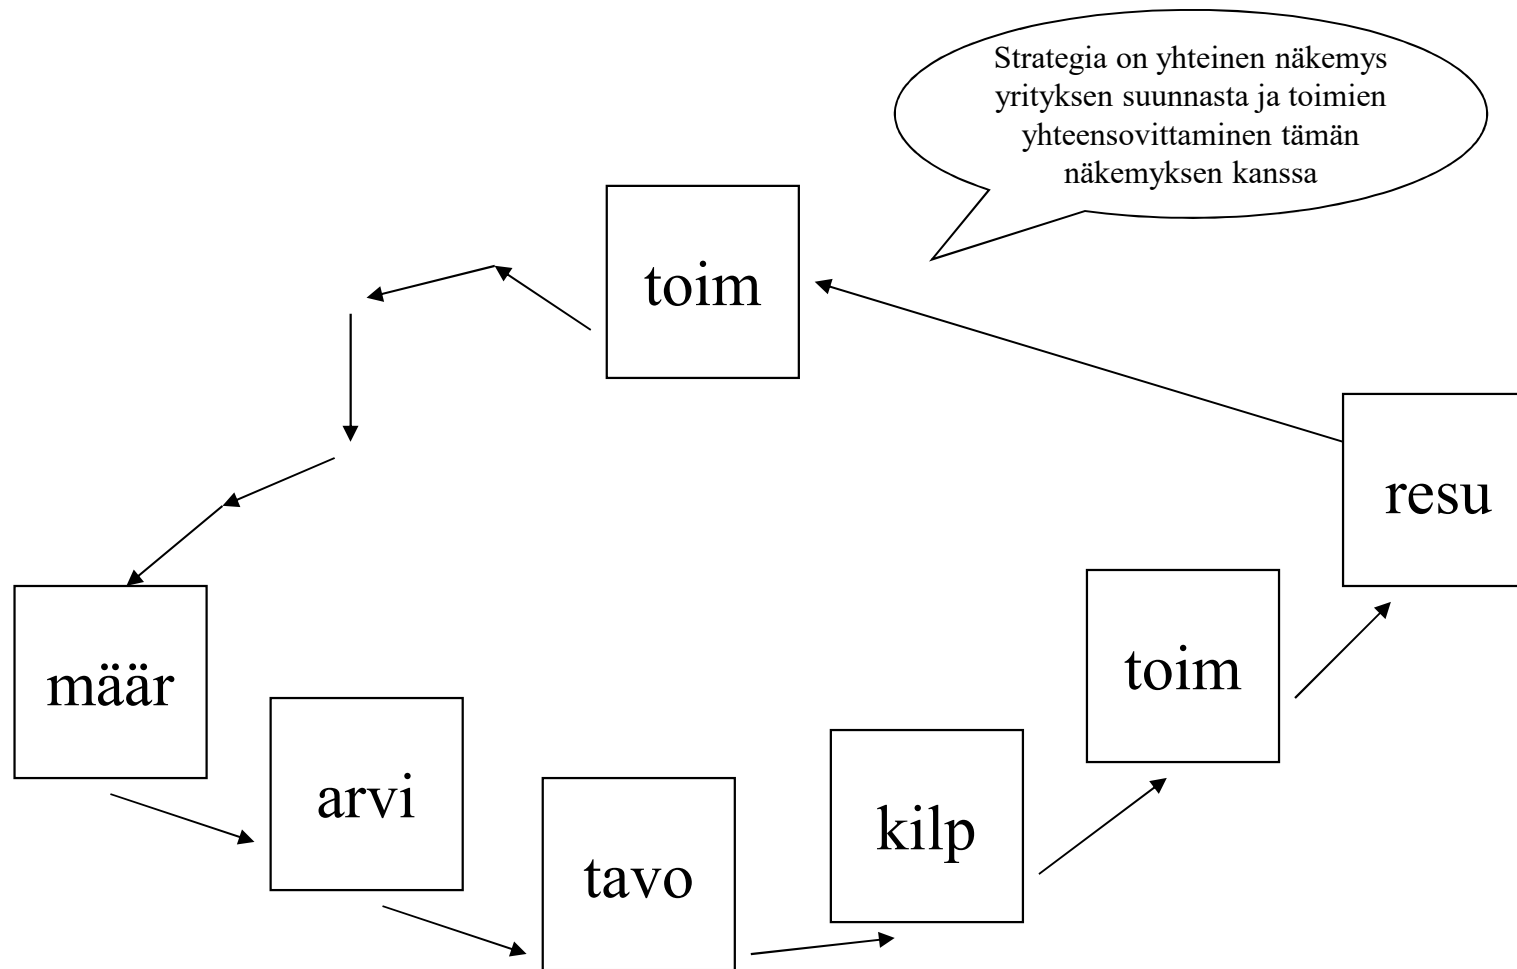 Strategia on yhteinen näkemys
yrityksen suunnasta ja toimien
yhteensovittaminen tämän
näkemyksen kanssa
toim
resu
toim
määr
arvi
kilp
tavo